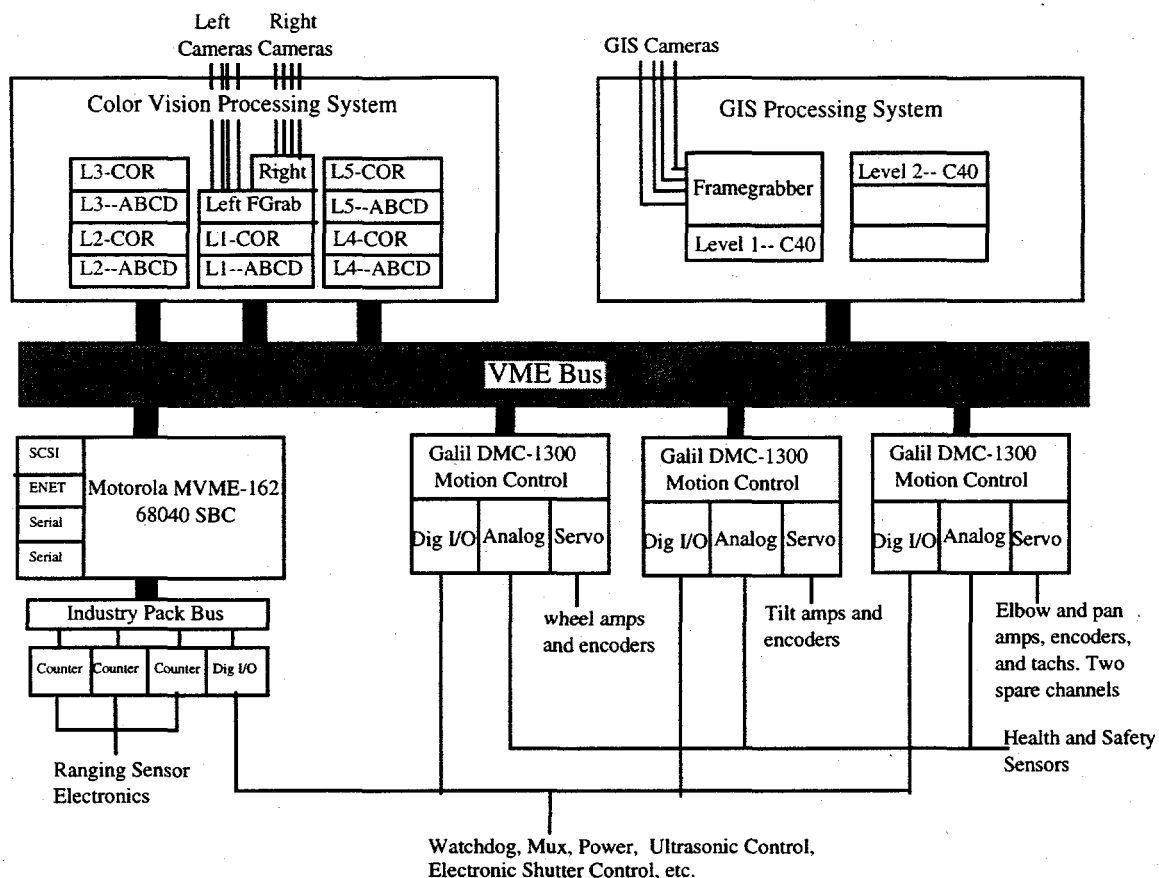 Left Right
Cameras Cameras
GIS Cameras
Color Vision Processing System
L3-COR
L3--ABCD
L2-COR
L2--ABCD
Right
Left FGrab
L1-COR
L1--ABCD
L5-COR
L5--ABCD
L4-COR
L4--ABCD
GIS Processing System
Framegrabber
Level 1-- C40
Level 2-- C40
VME Bus
SCSI
ENET
Serial
Serial
Motorola MVME-162
68040 SBC
Industry Pack Bus
Counter Counter Counter Dig I/O
Ranging Sensor
Electronics
Galil DMC-1300
Motion Control
Dig I/O Analog Servo
wheel amps
and encoders
Galil DMC-1300
Motion Control
Dig I/O Analog Servo
Tilt amps and
encoders
Galil DMC-1300
Motion Control
Dig I/O Analog Servo
Elbow and pan
amps, encoders,
and tachs. Two
spare channels
Health and Safety
Sensors
Watchdog, Mux, Power, Ultrasonic Control,
Electronic Shutter Control, etc.